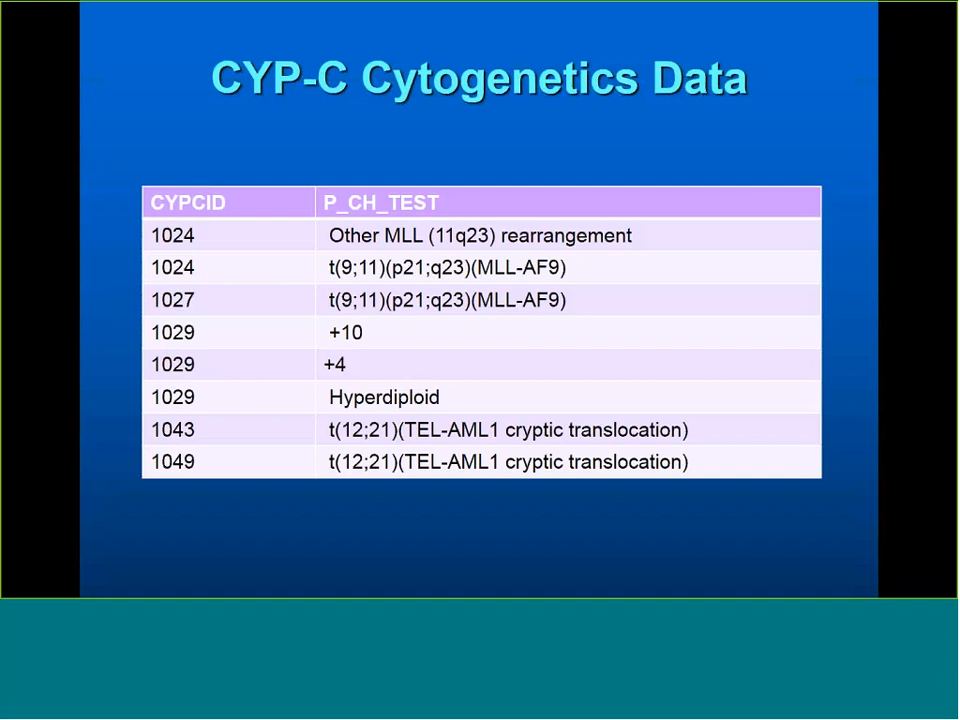 CYP-C Cytogenetics Data
CYPCID P_CH_TEST
1024 Other MLL (11q23) rearrangement
1024 t(9;11)(p21;q23)(MLL-AF9)
1027 t(9;11)(p21;q23)(MLL-AF9)
1029 +10
1029 +4
1029 Hyperdiploid
1043 t(12;21)(TEL-AML1 cryptic translocation)
1049 t(12;21)(TEL-AML1 cryptic translocation)